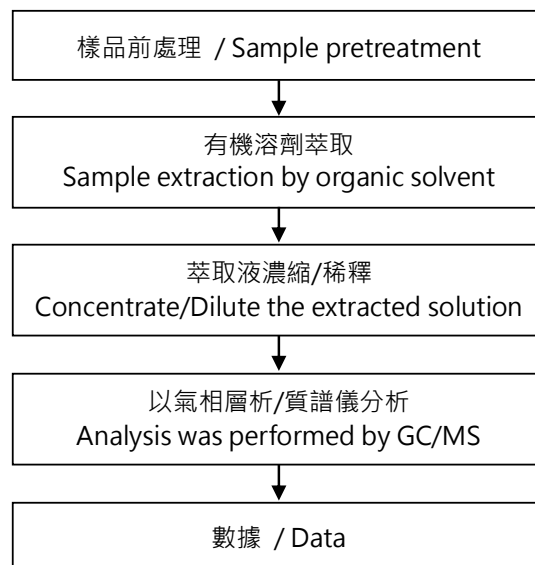 樣品前處理 / Sample pretreatment
有機溶劑萃取
Sample extraction by organic solvent
萃取液濃縮/稀釋
Concentrate/Dilute the extracted solution
以氣相層析/質譜儀分析
Analysis was performed by GC/MS
數據 / Data